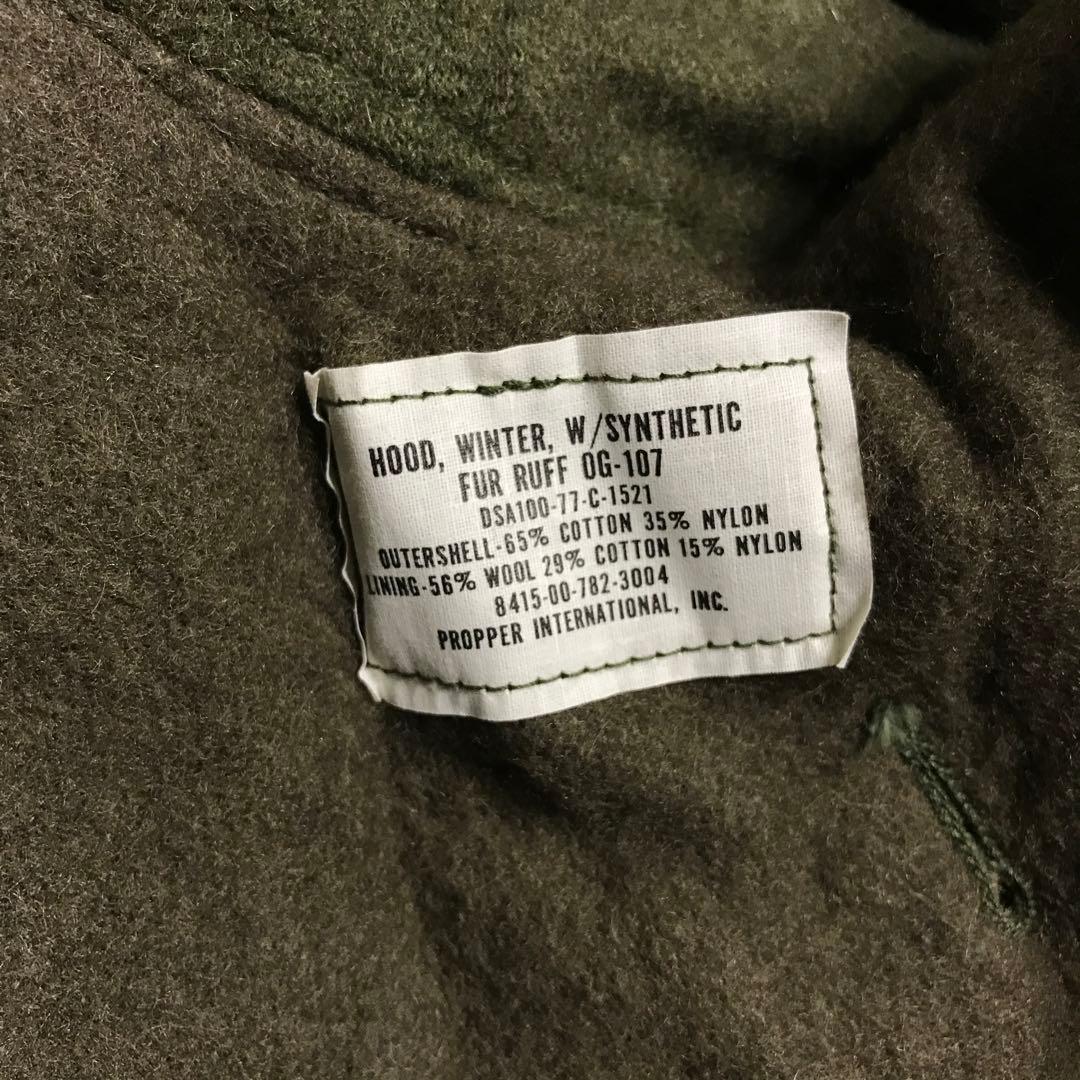 HOOD, WINTER, W/SYNTHETIC
FUR RUFF OG-107
DSA100-77-C-1521
OUTERSHELL-65% COTTON 35% NYLON
LINING-56% WOOL 29% COTTON 15% NYLON
8415-00-782-3004
PROPPER INTERNATIONAL, INC.